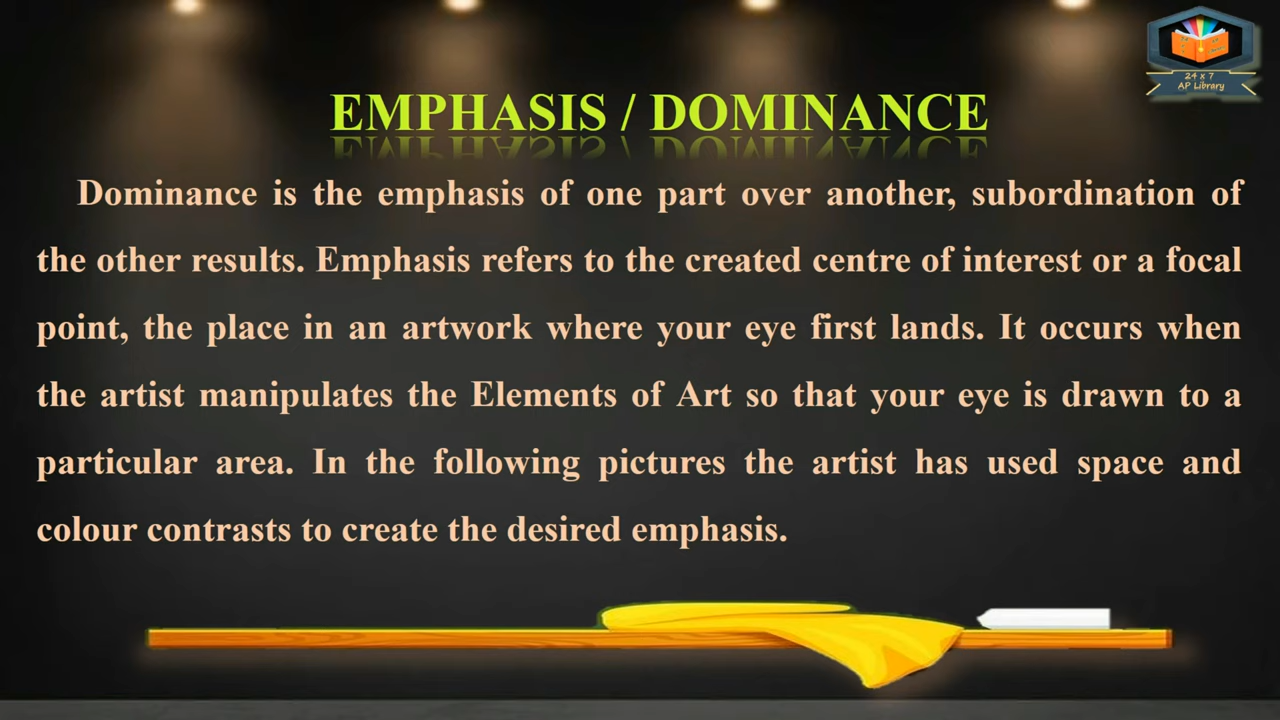 24 x 7
AP Library
EMPHASIS / DOMINANCE
Dominance is the emphasis of one part over another, subordination of
the other results. Emphasis refers to the created centre of interest or a focal
point, the place in an artwork where your eye first lands. It occurs when
the artist manipulates the Elements of Art so that your eye is drawn to a
particular area. In the following pictures the artist has used space and
colour contrasts to create the desired emphasis.